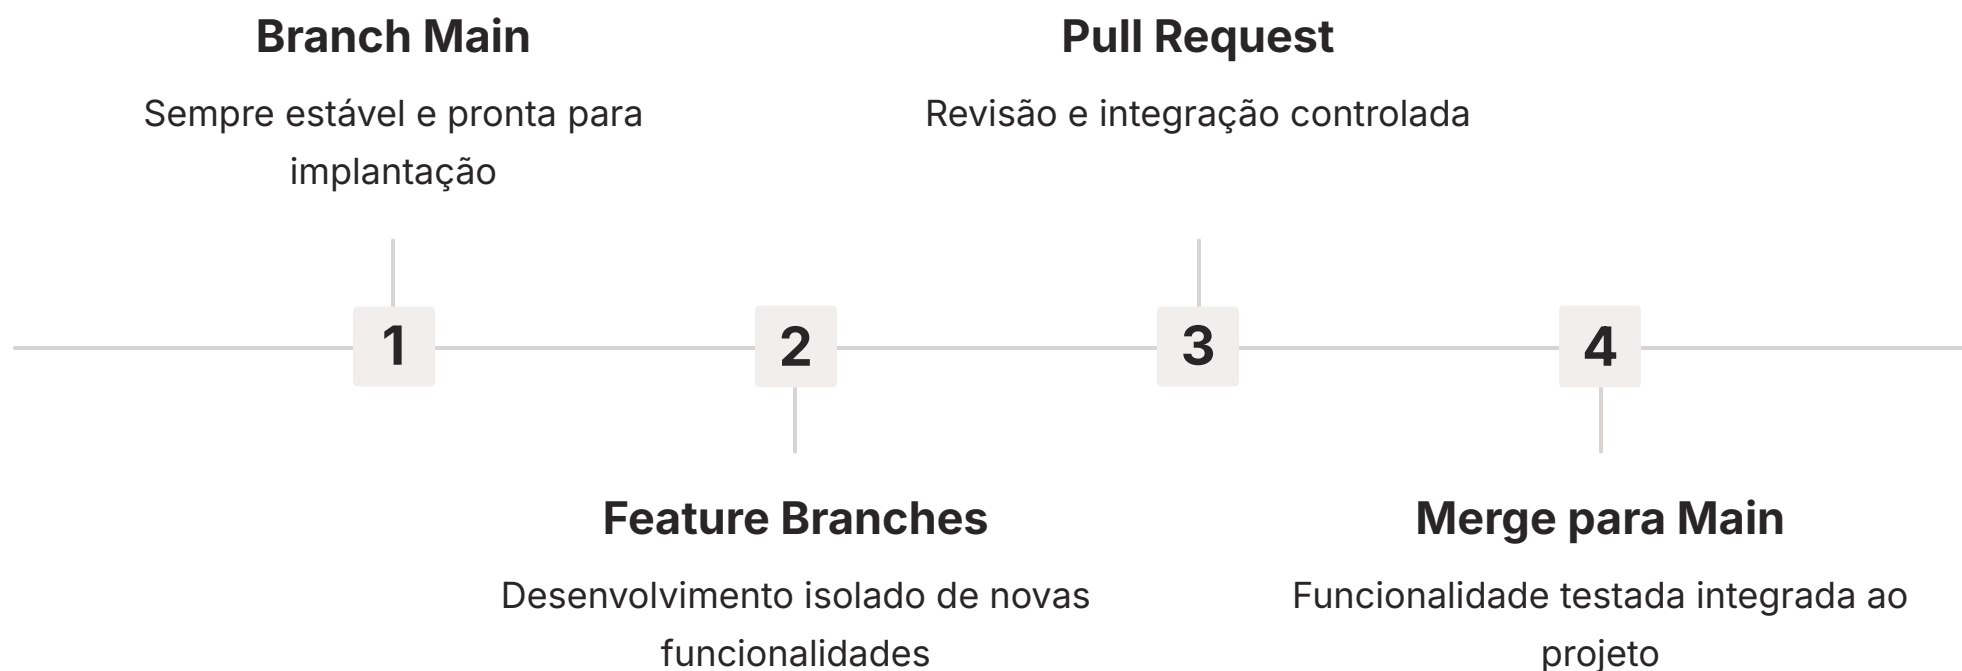 Branch Main
Sempre estável e pronta para
implantação
Pull Request
Revisão e integração controlada
1
2
3
4
Feature Branches
Desenvolvimento isolado de novas
funcionalidades
Merge para Main
Funcionalidade testada integrada ao
projeto